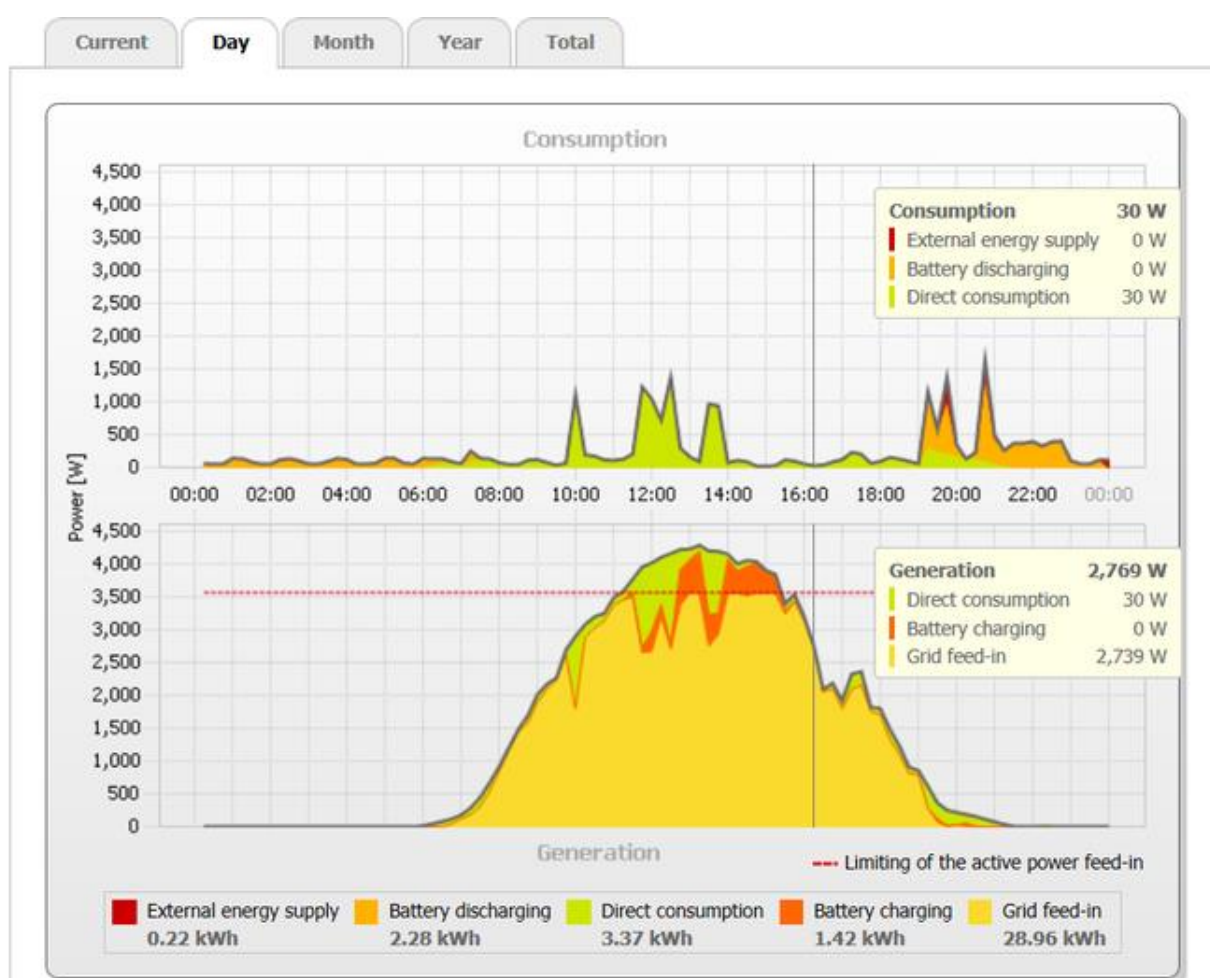 Current Day Month Year Total
Consumption
4,500
4,000
3,500
3,000
2,500
2,000
1,500
1,000
500
0
Consumption 30 W
External energy supply 0 W
Battery discharging 0 W
Direct consumption 30 W
00:00 02:00 04:00 06:00 08:00 10:00 12:00 14:00 16:00 18:00 20:00 22:00 00:00
Power [W]
4,500
4,000
3,500
3,000
2,500
2,000
1,500
1,000
500
0
Generation 2,769 W
Direct consumption 30 W
Battery charging 0 W
Grid feed-in 2,739 W
Generation
Limiting of the active power feed-in
External energy supply Battery discharging Direct consumption Battery charging Grid feed-in
0.22 kWh 2.28 kWh 3.37 kWh 1.42 kWh 28.96 kWh